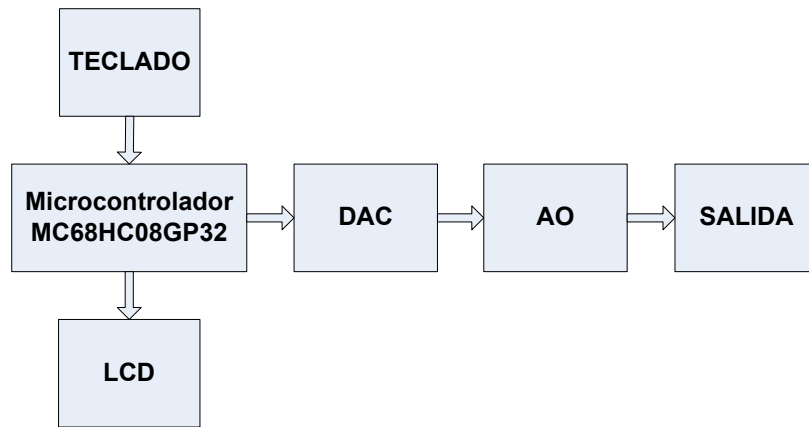 TECLADO
Microcontrolador
MC68HC08GP32
DAC
AO
SALIDA
LCD